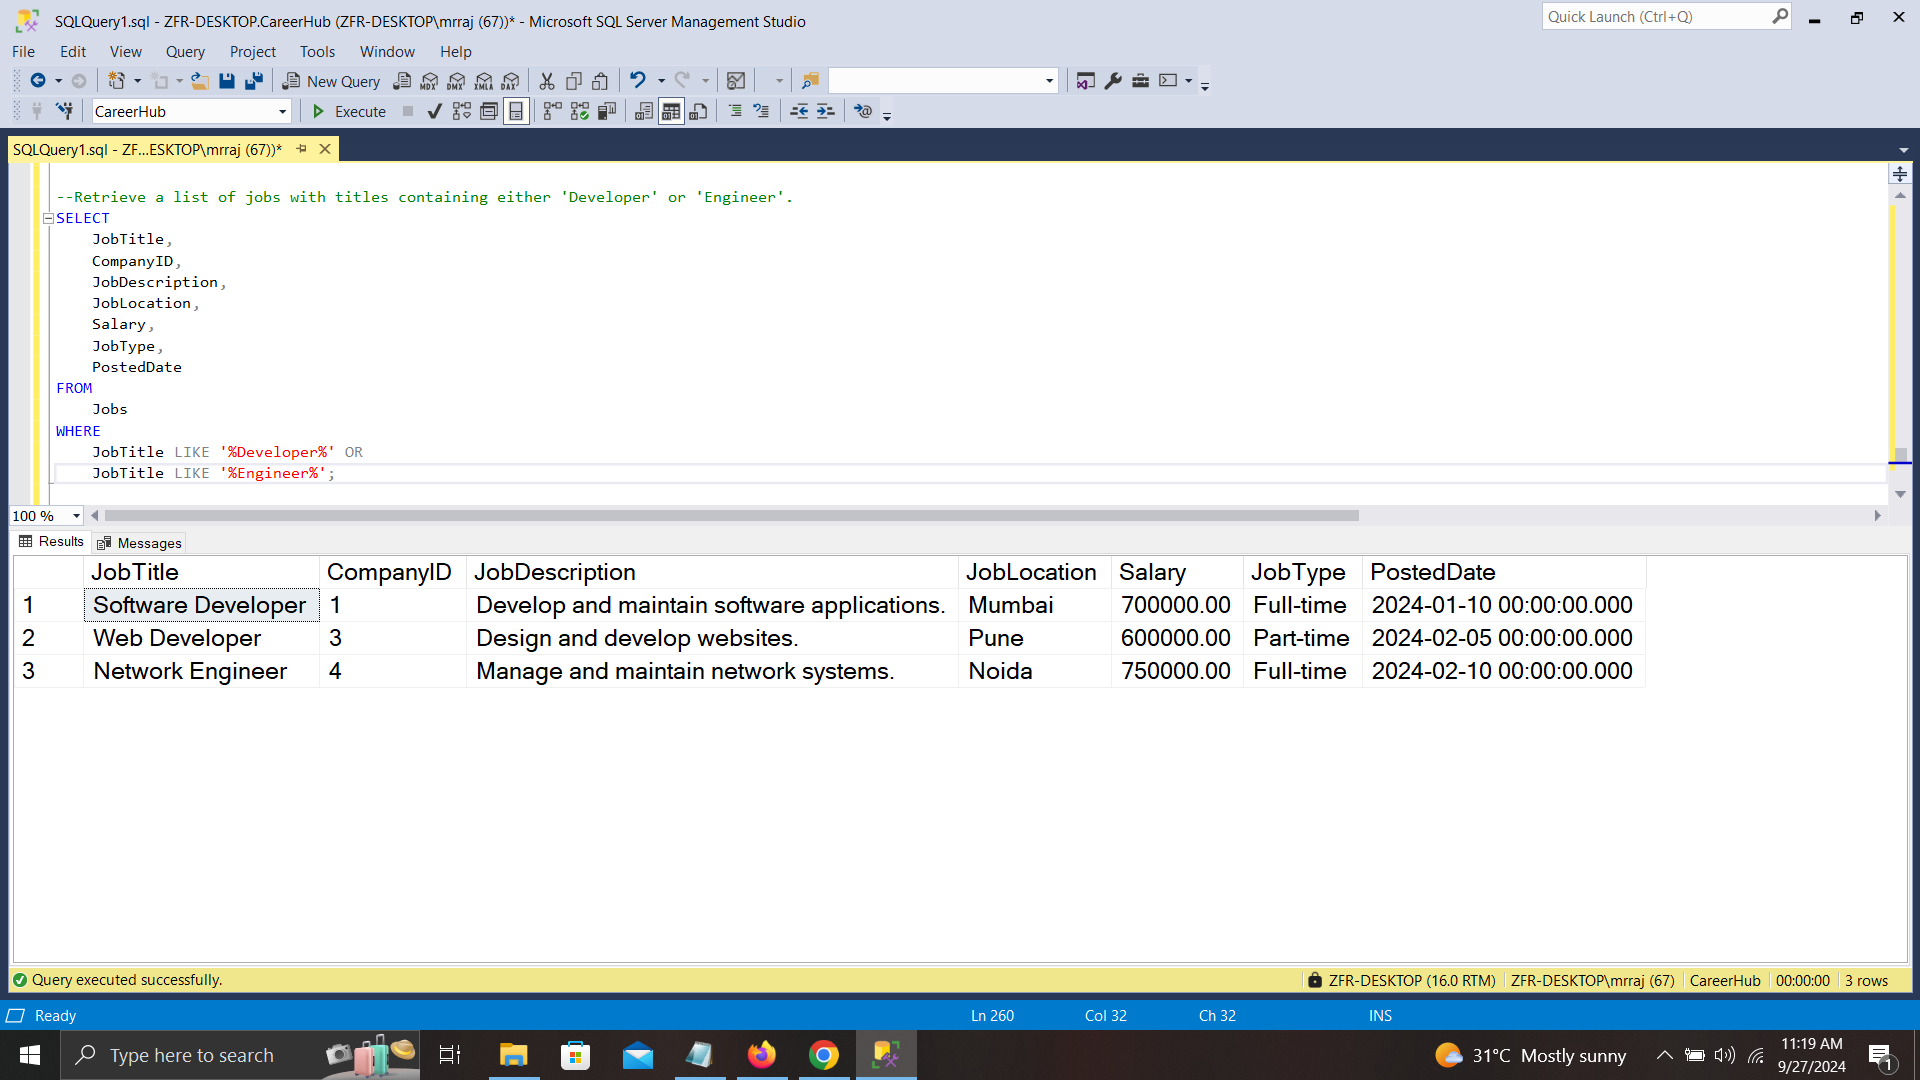 SQLQuery1.sql - ZFR-DESKTOP.CareerHub (ZFR-DESKTOP\mrraj (67))* - Microsoft SQL Server Management Studio
Quick Launch (Ctrl+Q)
File Edit View Query Project Tools Window Help
New Query MDX DMX XMLA DAX
CareerHub Execute
SQLQuery1.sql - ZF...ESKTOP\mrraj (67))*
--Retrieve a list of jobs with titles containing either 'Developer' or 'Engineer'.
SELECT
JobTitle,
CompanyID,
JobDescription,
JobLocation,
Salary,
JobType,
PostedDate
FROM
Jobs
WHERE
JobTitle LIKE '%Developer%' OR
JobTitle LIKE '%Engineer%';
100 %
Results Messages
JobTitle CompanyID JobDescription JobLocation Salary JobType PostedDate
1 Software Developer 1 Develop and maintain software applications. Mumbai 700000.00 Full-time 2024-01-10 00:00:00.000
2 Web Developer 3 Design and develop websites. Pune 600000.00 Part-time 2024-02-05 00:00:00.000
3 Network Engineer 4 Manage and maintain network systems. Noida 750000.00 Full-time 2024-02-10 00:00:00.000
Query executed successfully. ZFR-DESKTOP (16.0 RTM) ZFR-DESKTOP\mrraj (67) CareerHub 00:00:00 3 rows
Ready Ln 260 Col 32 Ch 32 INS
Type here to search 31°C Mostly sunny 11:19 AM
9/27/2024
1